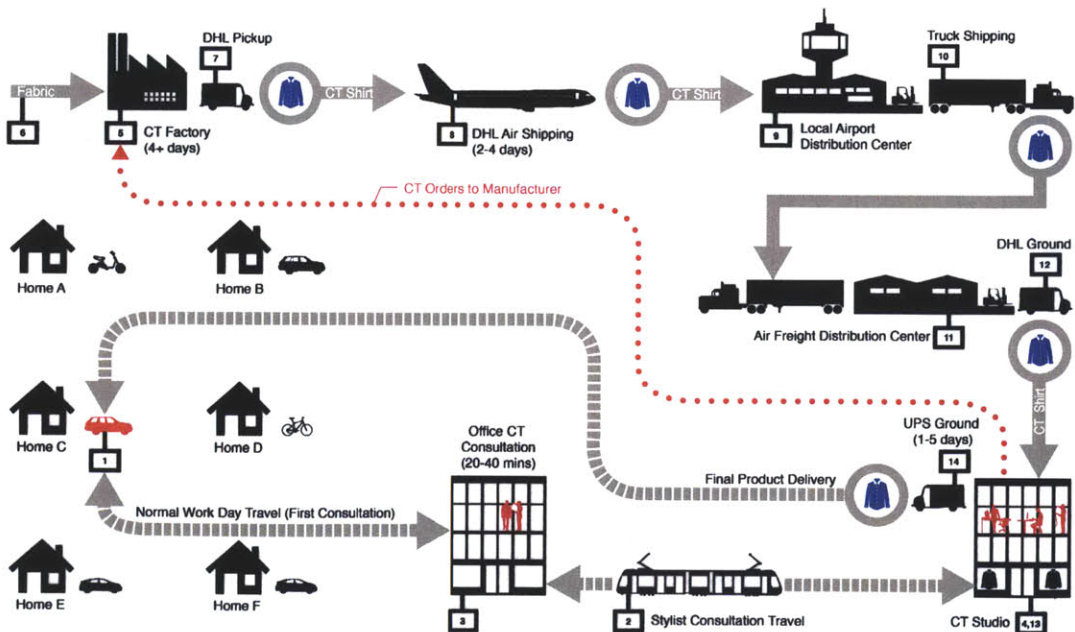 DHL Pickup
7
Truck Shipping
10
Fabric
CT Shirt
CT Shirt
6
5
CT Factory
(4+ days)
8
DHL Air Shipping
(2-4 days)
9
Local Airport
Distribution Center
CT Orders to Manufacturer
Home A
Home B
DHL Ground
12
Air Freight Distribution Center
11
CT Shirt
Home C
1
Home D
Office CT
Consultation
(20-40 mins)
UPS Ground
(1-5 days)
14
Final Product Delivery
Normal Work Day Travel (First Consultation)
Home E
Home F
3
2
Stylist Consultation Travel
CT Studio
4,13